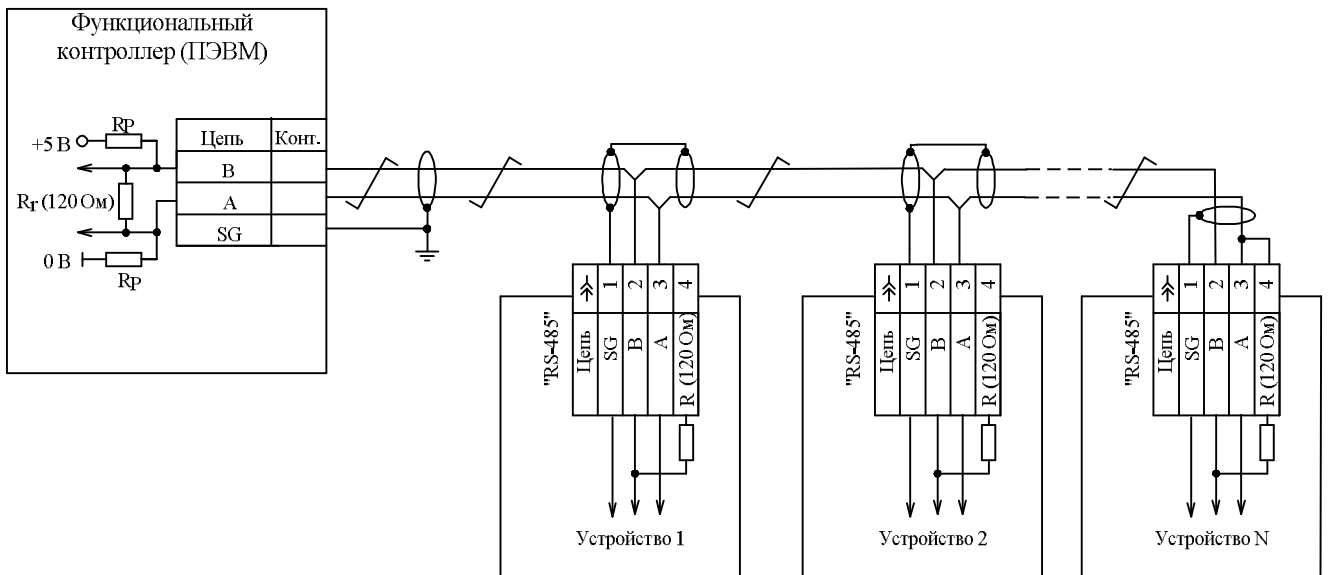 Функциональный
контроллер (ПЭВМ)
Rр
+5 В
Цепь Конт.
B
Rг (120 Ом)
A
SG
0 В
Rр
"RS-485"
Цепь
SG 1
B 2
A 3
R (120 Ом) 4
Устройство 1
"RS-485"
Цепь
SG 1
B 2
A 3
R (120 Ом) 4
Устройство 2
"RS-485"
Цепь
SG 1
B 2
A 3
R (120 Ом) 4
Устройство N